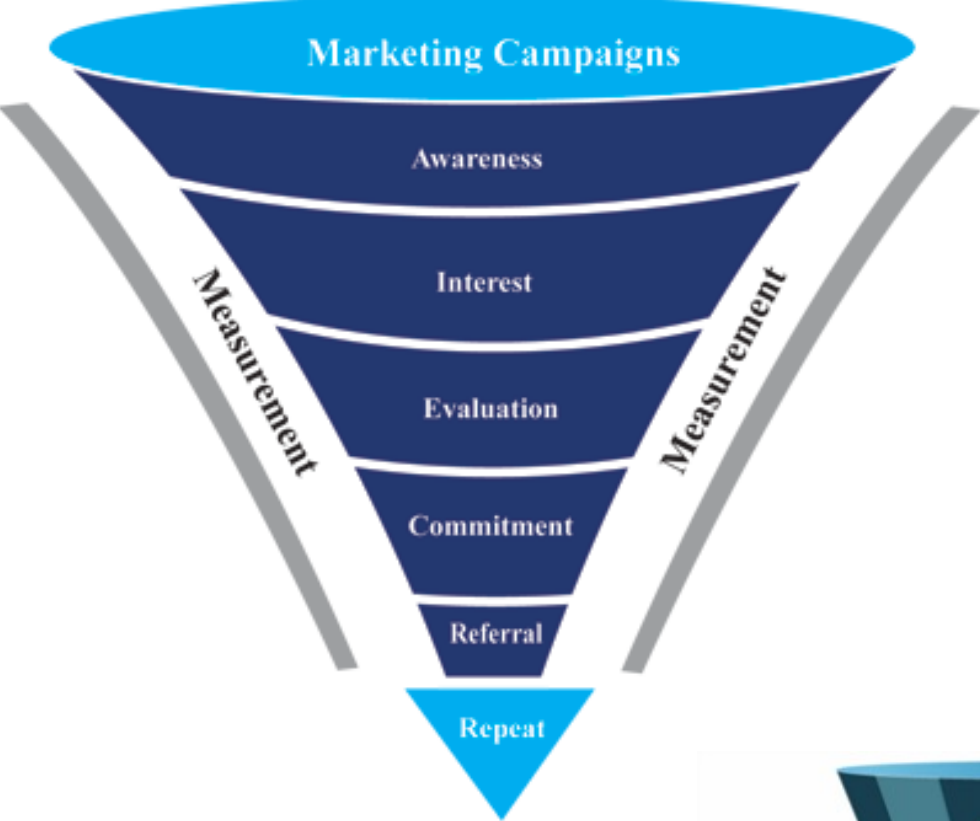 Marketing Campaigns
Awareness
Interest
Measurement
Measurement
Evaluation
Commitment
Referral
Repeat